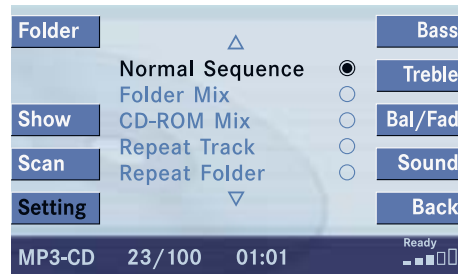 Folder
Bass
Normal Sequence
Treble
Folder Mix
Show
CD-ROM Mix
Bal/Fad
Repeat Track
Scan
Sound
Repeat Folder
Setting
Back
MP3-CD 23/100 01:01
Ready